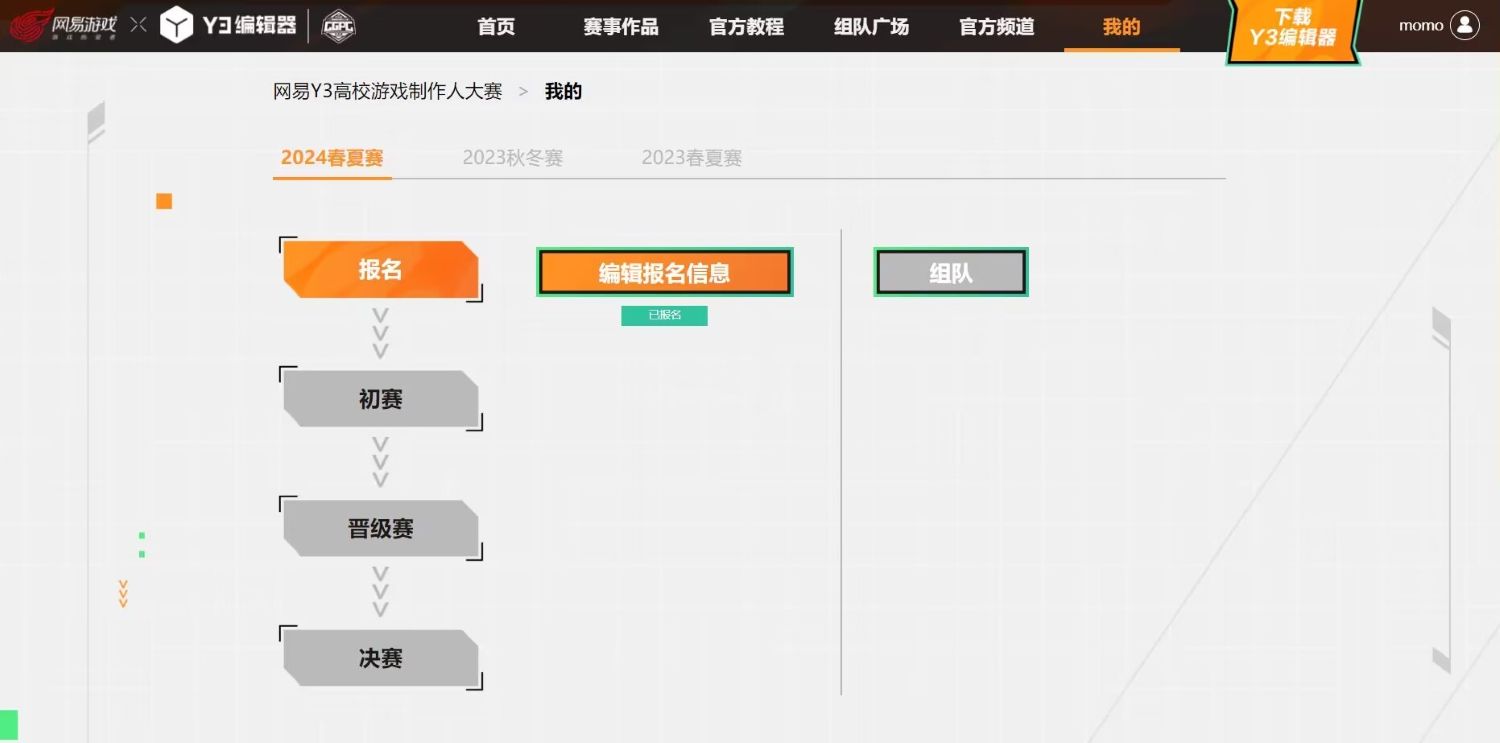 网易游戏 × Y3编辑器 CGPC
首页 赛事作品 官方教程 组队广场 官方频道 我的
下载
Y3编辑器
momo
网易Y3高校游戏制作人大赛 > 我的
2024春夏赛 2023秋冬赛 2023春夏赛
报名 编辑报名信息 组队
已报名
初赛
晋级赛
决赛